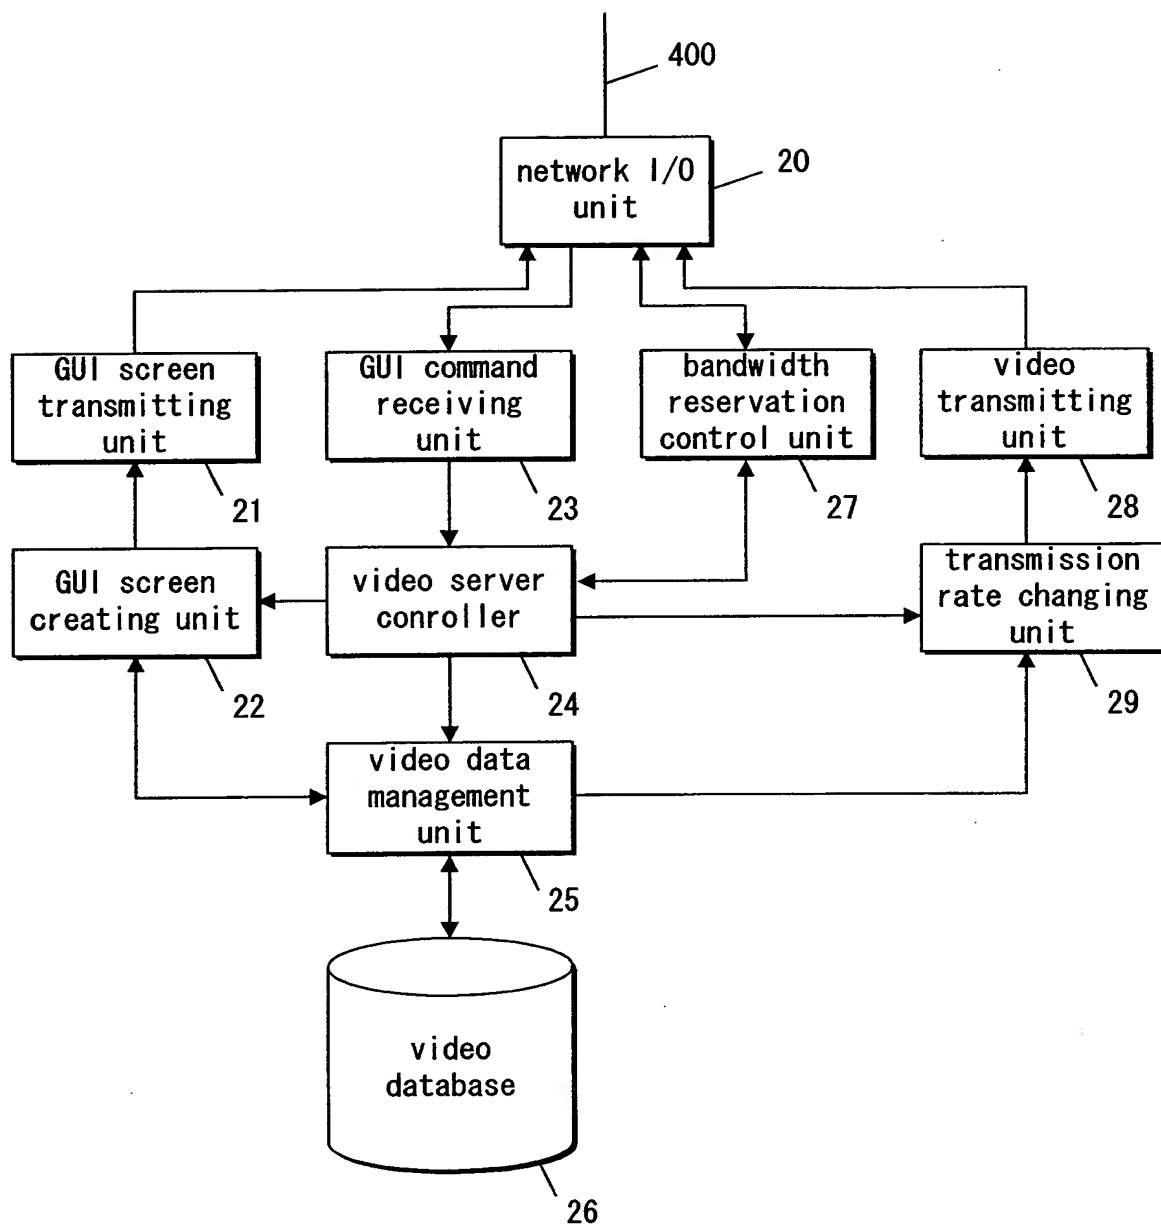 400
network I/O
unit
20
GUI screen
transmitting
unit
21
GUI command
receiving
unit
23
bandwidth
reservation
control unit
27
video
transmitting
unit
28
GUI screen
creating unit
22
video server
conroller
24
transmission
rate changing
unit
29
video data
management
unit
25
video
database
26